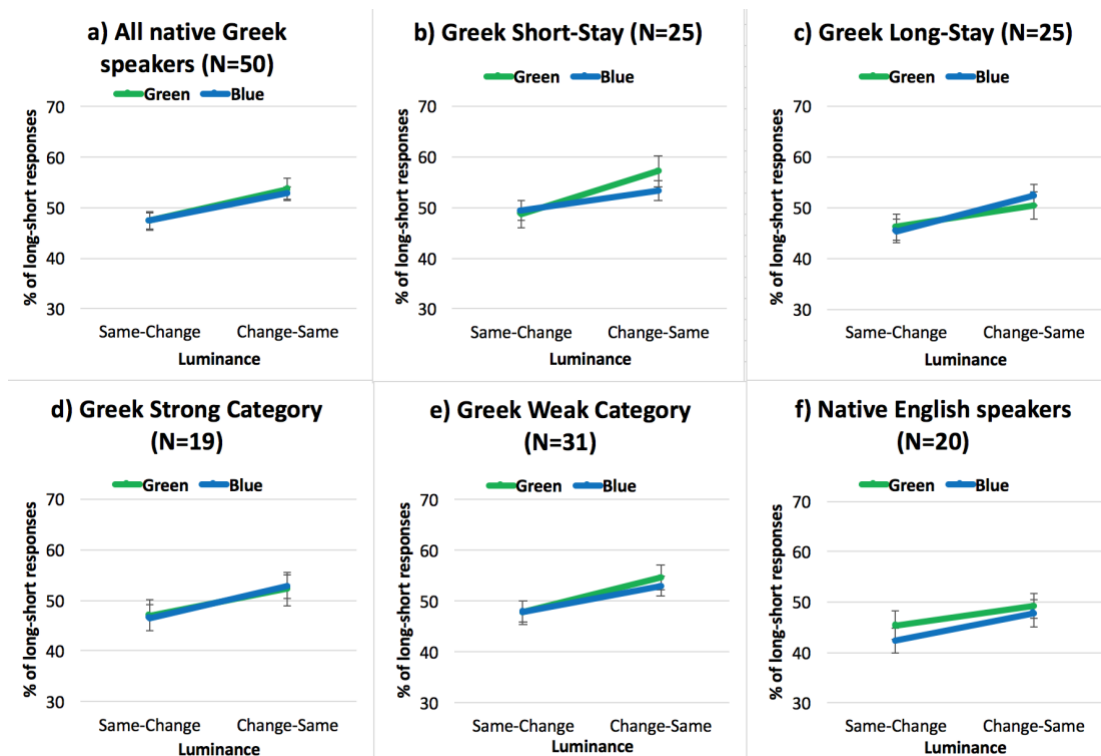 a) All native Greek
speakers (N=50)
Green Blue
% of long-short responses
70
60
50
40
30
Same-Change Change-Same
Luminance
b) Greek Short-Stay (N=25)
Green Blue
% of long-short responses
70
60
50
40
30
Same-Change Change-Same
Luminance
c) Greek Long-Stay (N=25)
Green Blue
% of long-short responses
70
60
50
40
30
Same-Change Change-Same
Luminance
d) Greek Strong Category
(N=19)
Green Blue
% of long-short responses
70
60
50
40
30
Same-Change Change-Same
Luminance
e) Greek Weak Category
(N=31)
Green Blue
% of long-short responses
70
60
50
40
30
Same-Change Change-Same
Luminance
f) Native English speakers
(N=20)
Green Blue
% of long-short responses
70
60
50
40
30
Same-Change Change-Same
Luminance